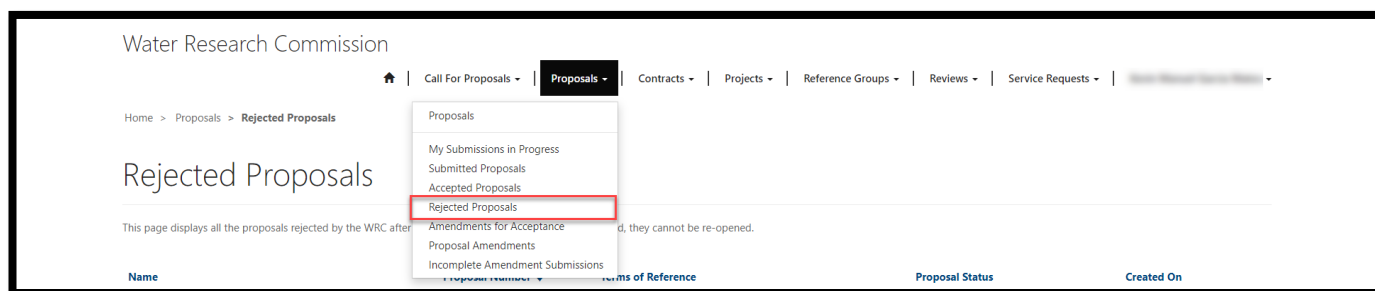 Water Research Commission
Call For Proposals
Proposals
Contracts
Projects
Reference Groups
Reviews
Service Requests
Home > Proposals > Rejected Proposals
Proposals
My Submissions in Progress
Submitted Proposals
Accepted Proposals
Rejected Proposals
Amendments for Acceptance
Proposal Amendments
Incomplete Amendment Submissions
Rejected Proposals
This page displays all the proposals rejected by the WRC after d, they cannot be re-opened.
Name Proposal Number Terms of Reference Proposal Status Created On